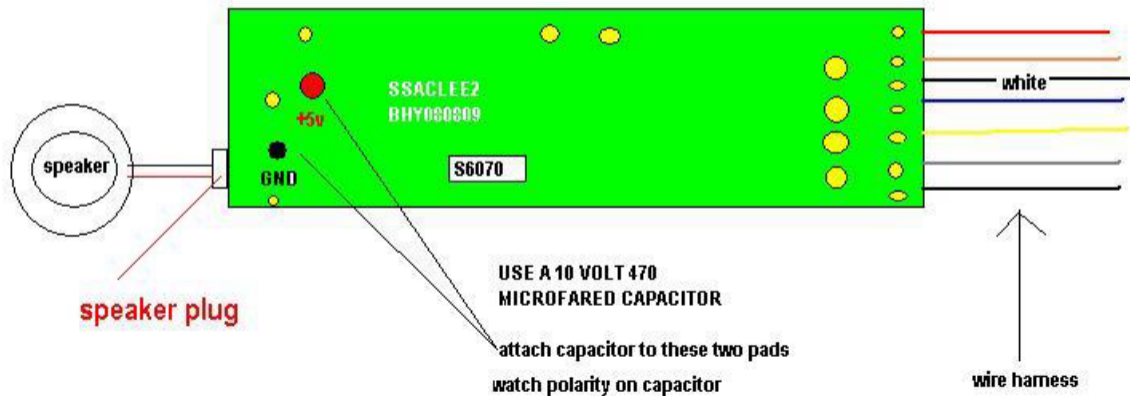 SSACLEE2
BHY080809
+5v
speaker
GND
S6070
white
speaker plug
USE A 10 VOLT 470
MICROFARED CAPACITOR
attach capacitor to these two pads
watch polarity on capacitor
wire harness